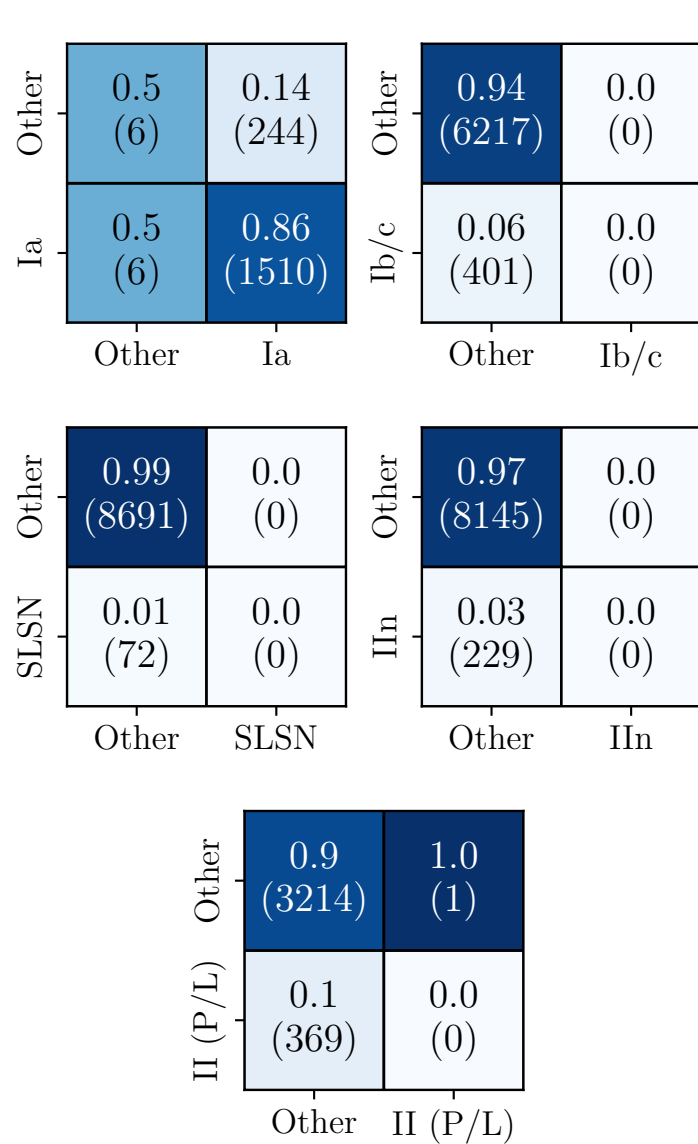 Other
0.5
(6)
0.14
(244)
Ia
0.5
(6)
0.86
(1510)
Other
Ia
Other
0.94
(6217)
0.0
(0)
Ib/c
0.06
(401)
0.0
(0)
Other
Ib/c
Other
0.99
(8691)
0.0
(0)
SLSN
0.01
(72)
0.0
(0)
Other
SLSN
Other
0.97
(8145)
0.0
(0)
IIn
0.03
(229)
0.0
(0)
Other
IIn
Other
0.9
(3214)
1.0
(1)
II (P/L)
0.1
(369)
0.0
(0)
Other
II (P/L)